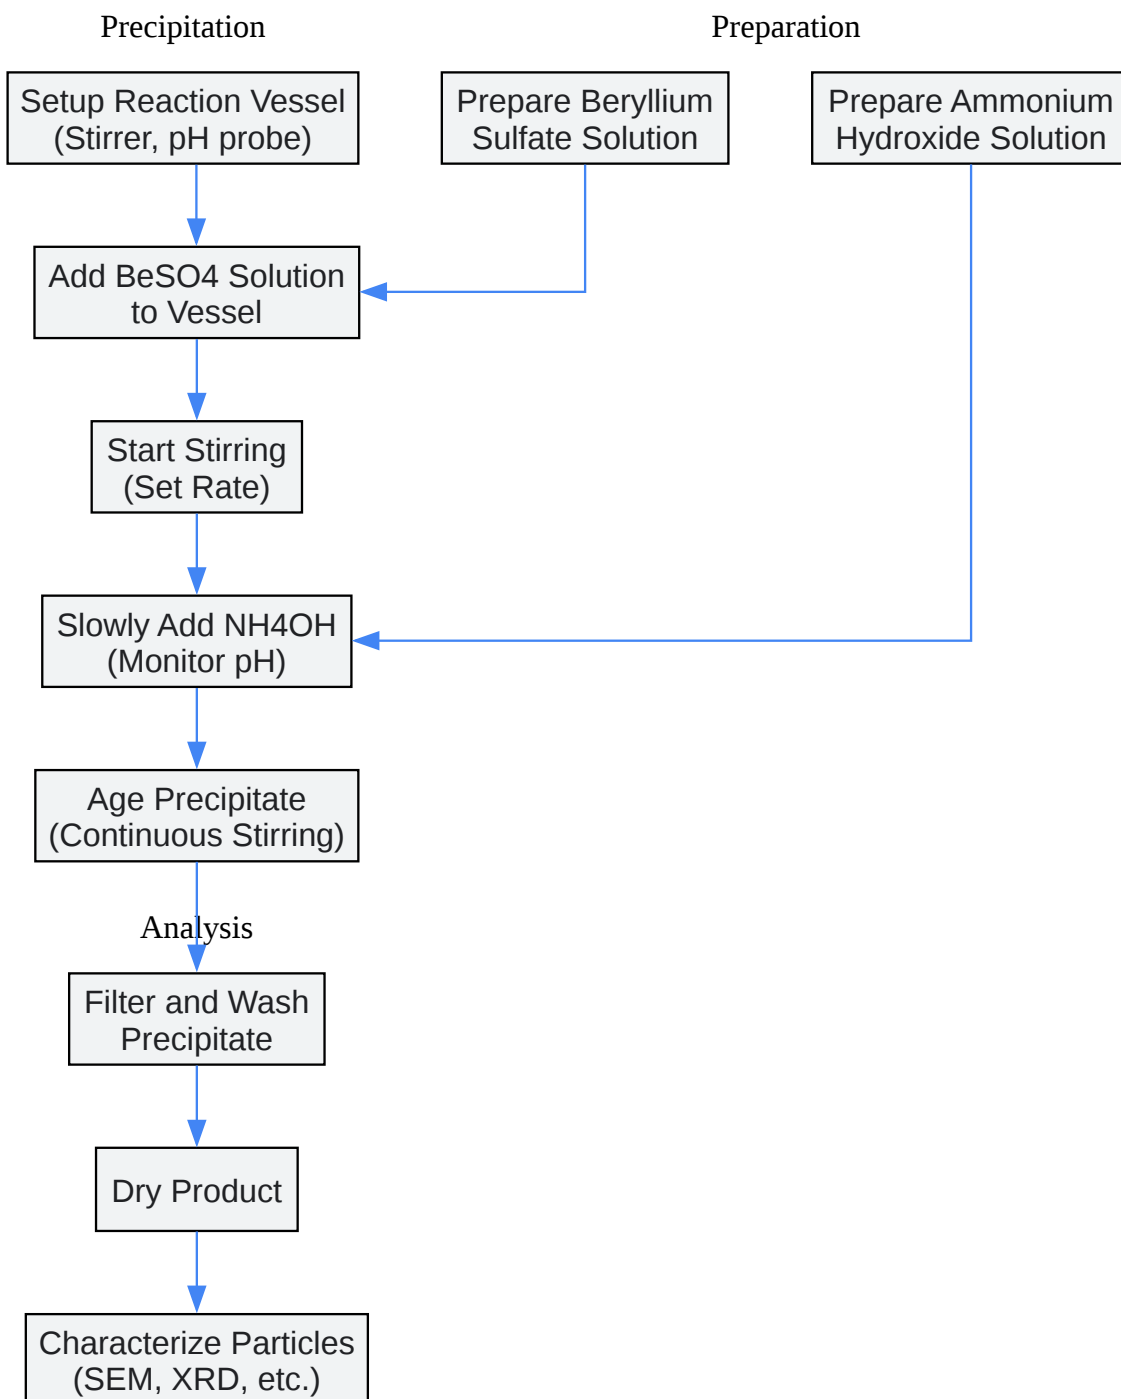 Precipitation
Preparation
Setup Reaction Vessel
(Stirrer, pH probe)
Prepare Beryllium
Sulfate Solution
Prepare Ammonium
Hydroxide Solution
Add BeSO4 Solution
to Vessel
Start Stirring
(Set Rate)
Slowly Add NH4OH
(Monitor pH)
Age Precipitate
(Continuous Stirring)
Analysis
Filter and Wash
Precipitate
Dry Product
Characterize Particles
(SEM, XRD, etc.)